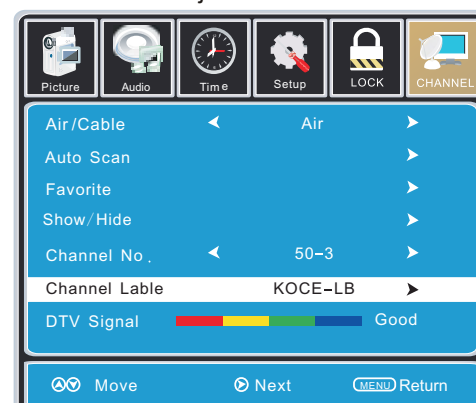 Picture Audio Time Setup LOCK CHANNEL
Air/Cable Air
Auto Scan
Favorite
Show/Hide
Channel No. 50-3
Channel Lable KOCE-LB
DTV Signal Good
Move Next MENU Return